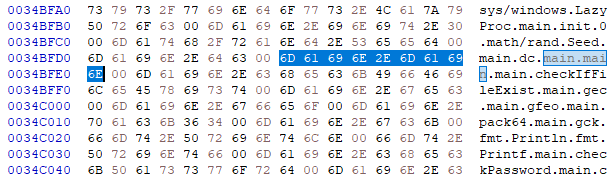 0034BFA0 73 79 73 2F 77 69 6E 64 6F 77 73 2E 4C 61 7A 79 sys/windows.Lazy
0034BFB0 50 72 6F 63 00 6D 61 69 6E 2E 69 6E 69 74 2E 30 Proc.main.init.0
0034BFC0 00 6D 61 74 68 2F 72 61 6E 64 2E 53 65 65 64 00 .math/rand.Seed.
0034BFD0 6D 61 69 6E 2E 64 63 00 6D 61 69 6E 2E 6D 61 69 main.dc.main.mai
0034BFE0 6E 00 6D 61 69 6E 2E 63 68 65 63 6B 49 66 46 69 n.main.checkIfFi
0034BFF0 6C 65 45 78 69 73 74 00 6D 61 69 6E 2E 67 65 63 leExist.main.gec
0034C000 00 6D 61 69 6E 2E 67 66 65 6F 00 6D 61 69 6E 2E .main.gfeo.main.
0034C010 70 61 63 6B 36 34 00 6D 61 69 6E 2E 67 63 6B 00 pack64.main.gck.
0034C020 66 6D 74 2E 50 72 69 6E 74 6C 6E 00 66 6D 74 2E fmt.Println.fmt.
0034C030 50 72 69 6E 74 66 00 6D 61 69 6E 2E 63 68 65 63 Printf.main.chec
0034C040 6B 50 61 73 73 77 6F 72 64 00 6D 61 69 6E 2E 63 kPassword.main.c